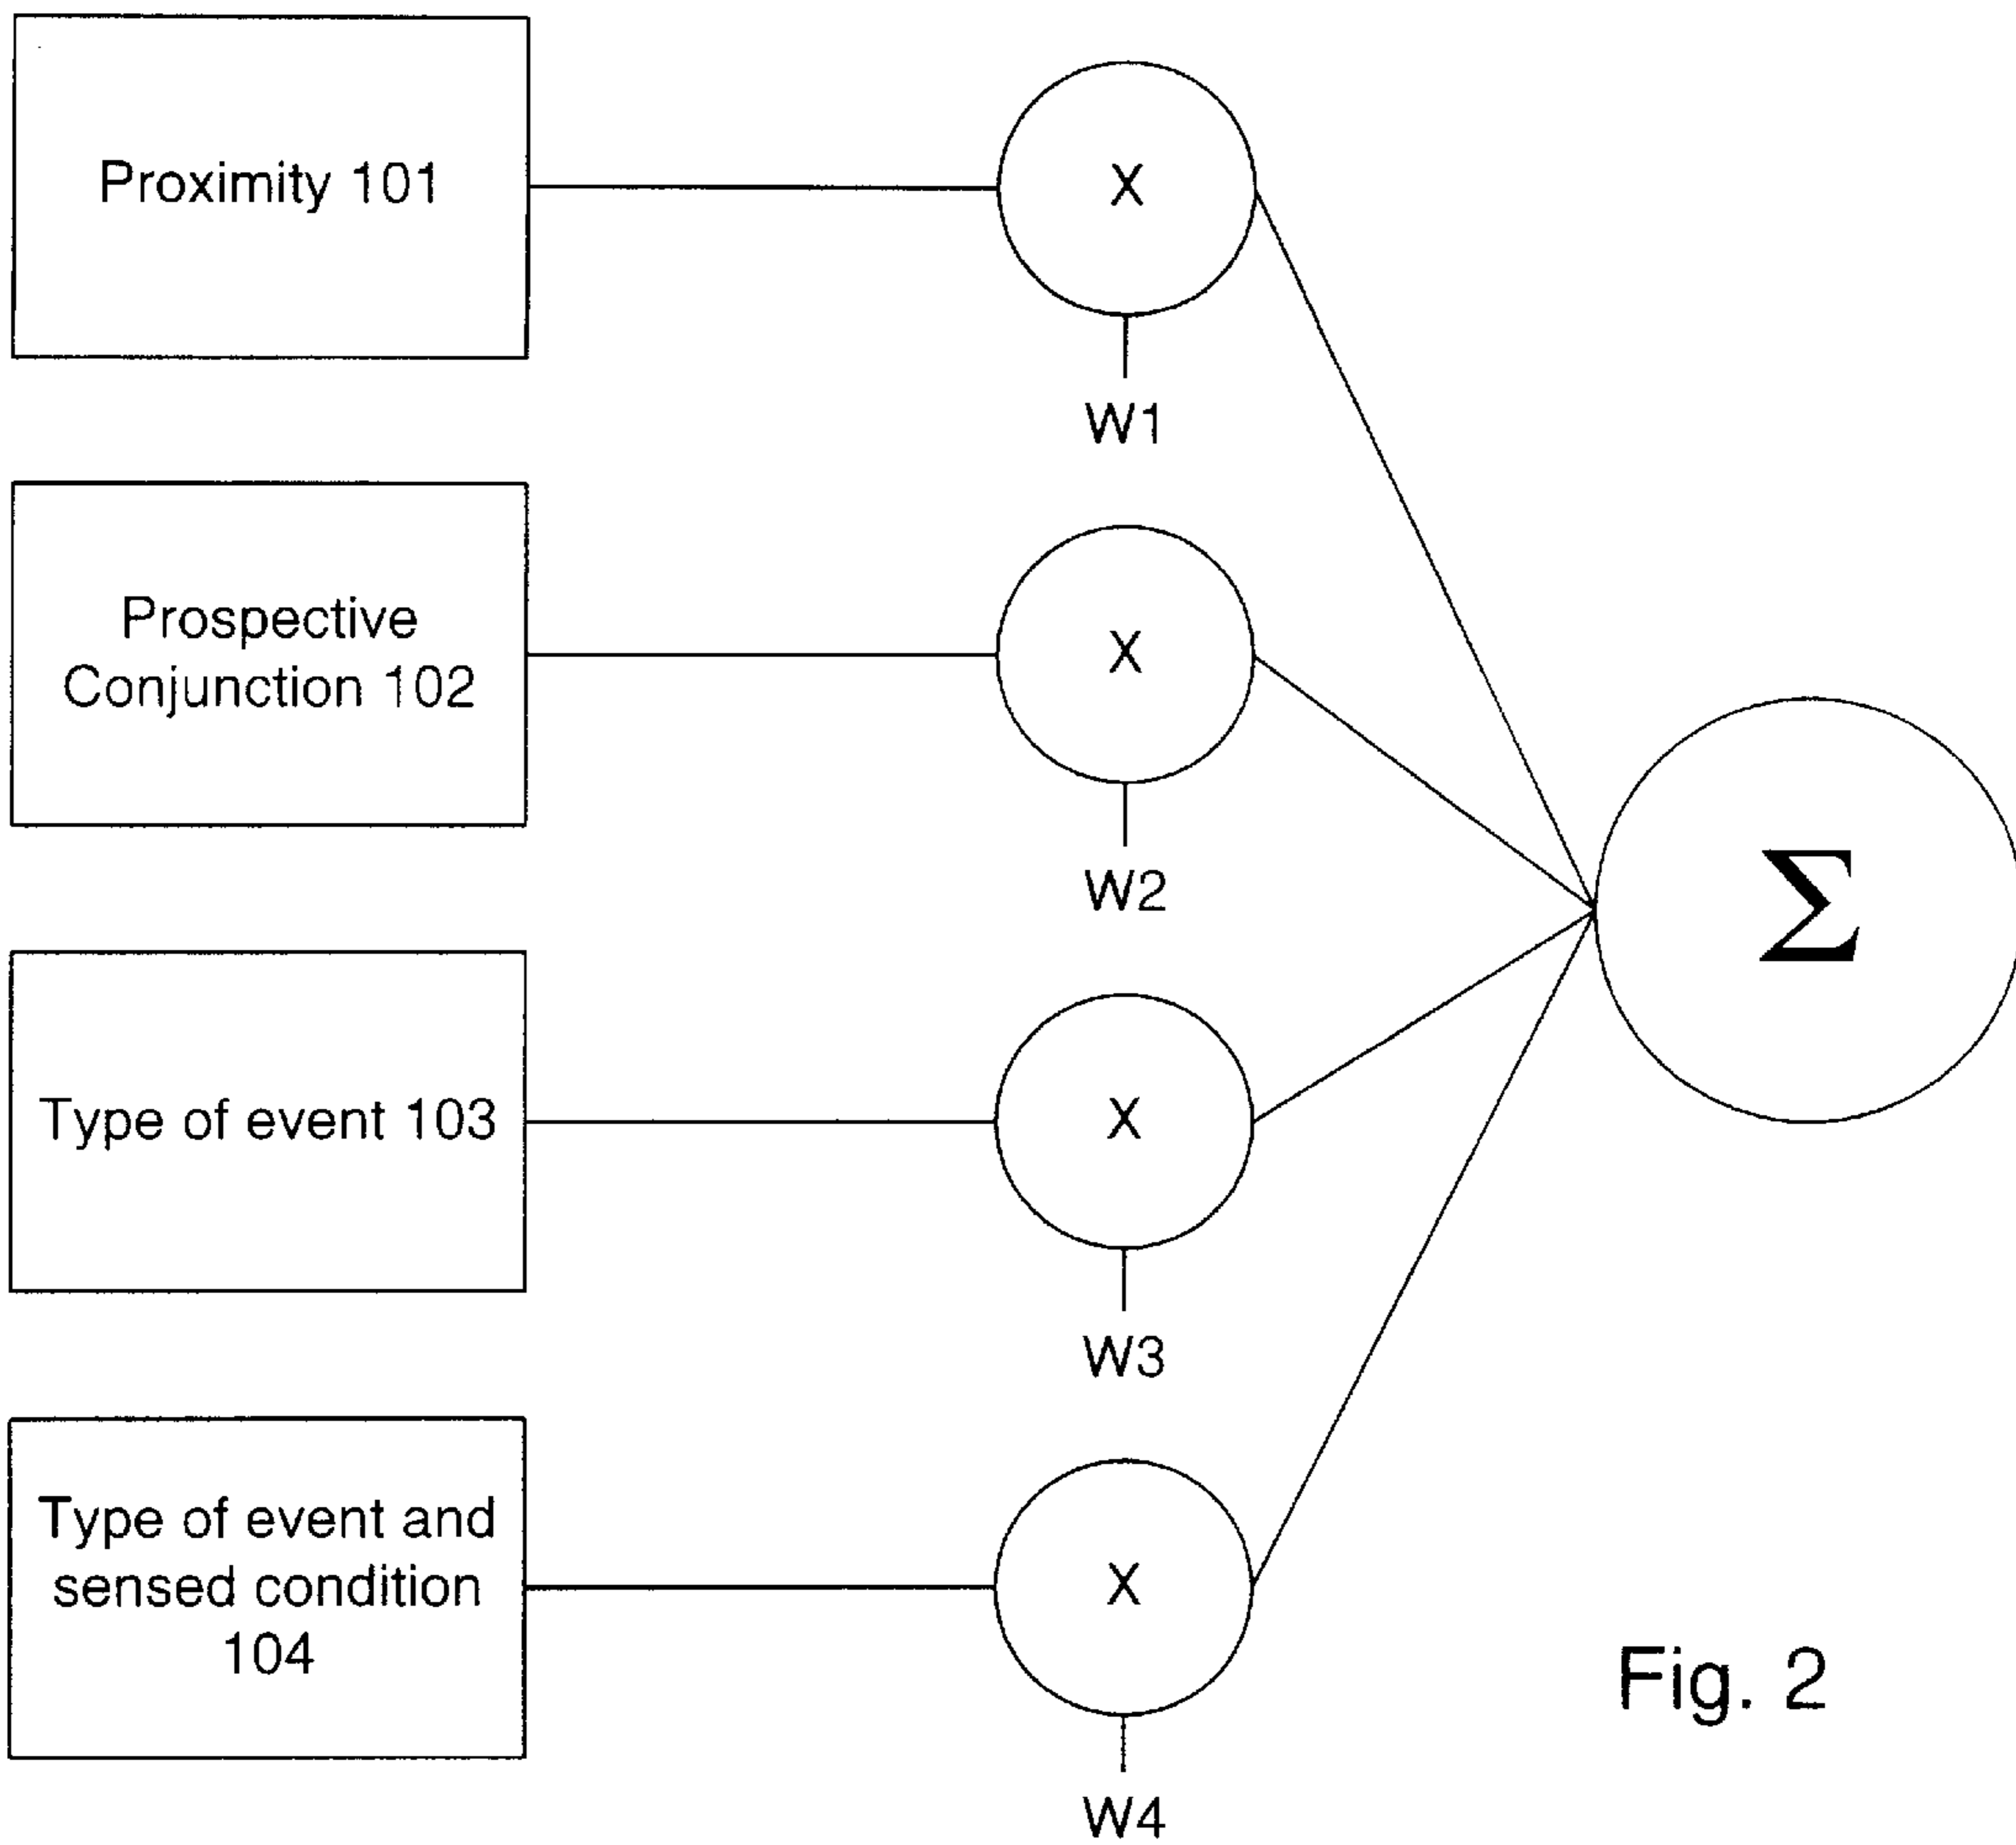 Proximity 101
X
W1
Prospective
Conjunction 102
X
W2
Σ
Type of event 103
X
W3
Type of event and
sensed condition
104
X
W4
Fig. 2